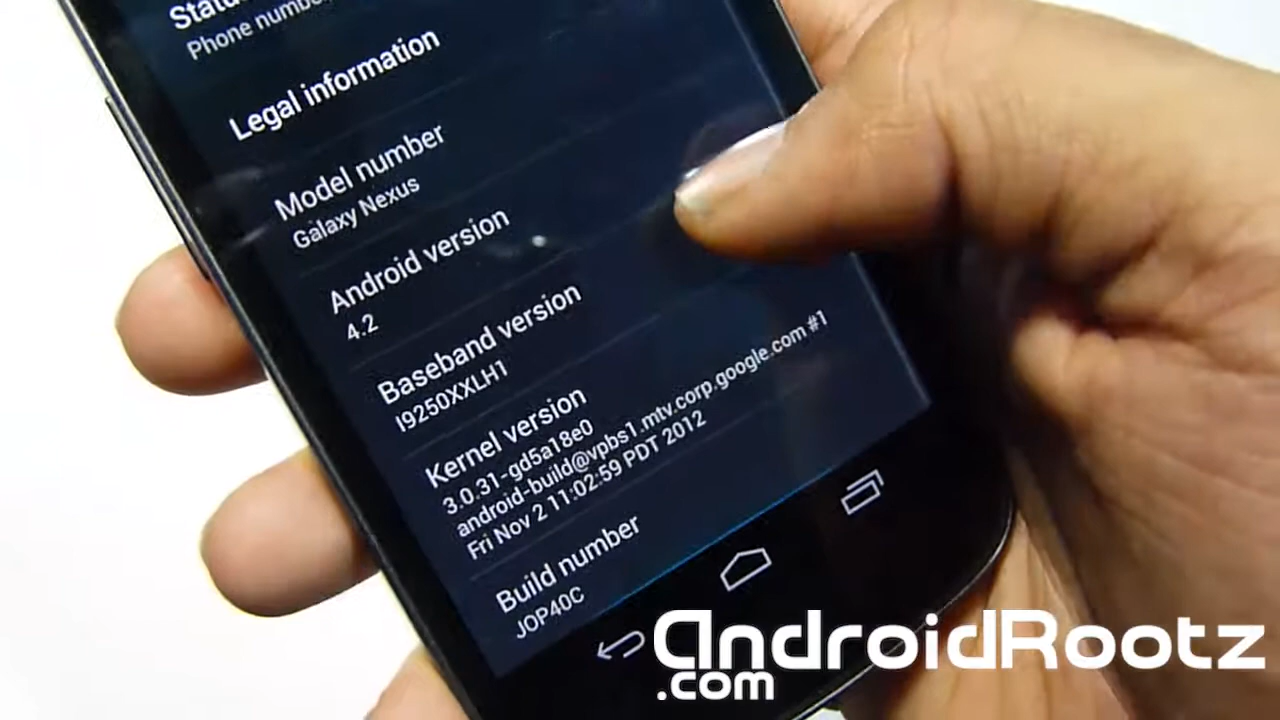 Status
Phone number,
Legal information
Model number
Galaxy Nexus
Android version
4.2
Baseband version
I9250XXLH1
Kernel version
3.0.31-gd5a18e0
android-build@vpbs1.mtv.corp.google.com #1
Fri Nov 2 11:02:59 PDT 2012
Build number
JOP40C
AndroidRootz
.com